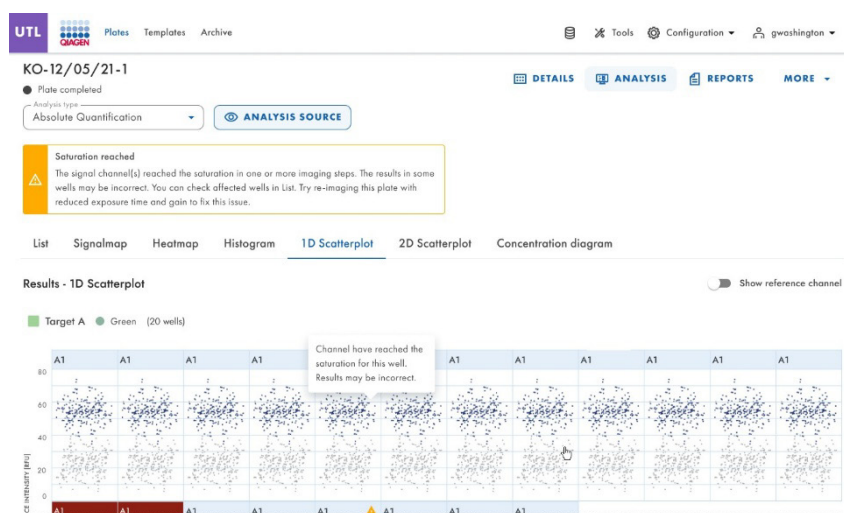 UTL QIAGEN Plates Templates Archive Tools Configuration gwashington
KO-12/05/21-1
Plate completed
DETAILS ANALYSIS REPORTS MORE
Analysis type
Absolute Quantification ANALYSIS SOURCE
Saturation reached
The signal channel(s) reached the saturation in one or more imaging steps. The results in some
wells may be incorrect. You can check affected wells in List. Try re-imaging this plate with
reduced exposure time and gain to fix this issue.
List Signalmap Heatmap Histogram 1D Scatterplot 2D Scatterplot Concentration diagram
Results - 1D Scatterplot Show reference channel
Target A Green (20 wells)
Channel have reached the
saturation for this well.
Results may be incorrect.
A1 A1 A1 A1 A1 A1 A1 A1 A1 A1
80
60
40
20
0
CE INTENSITY [RFU]
A1 A1 A1 A1 A1 A1 A1 A1